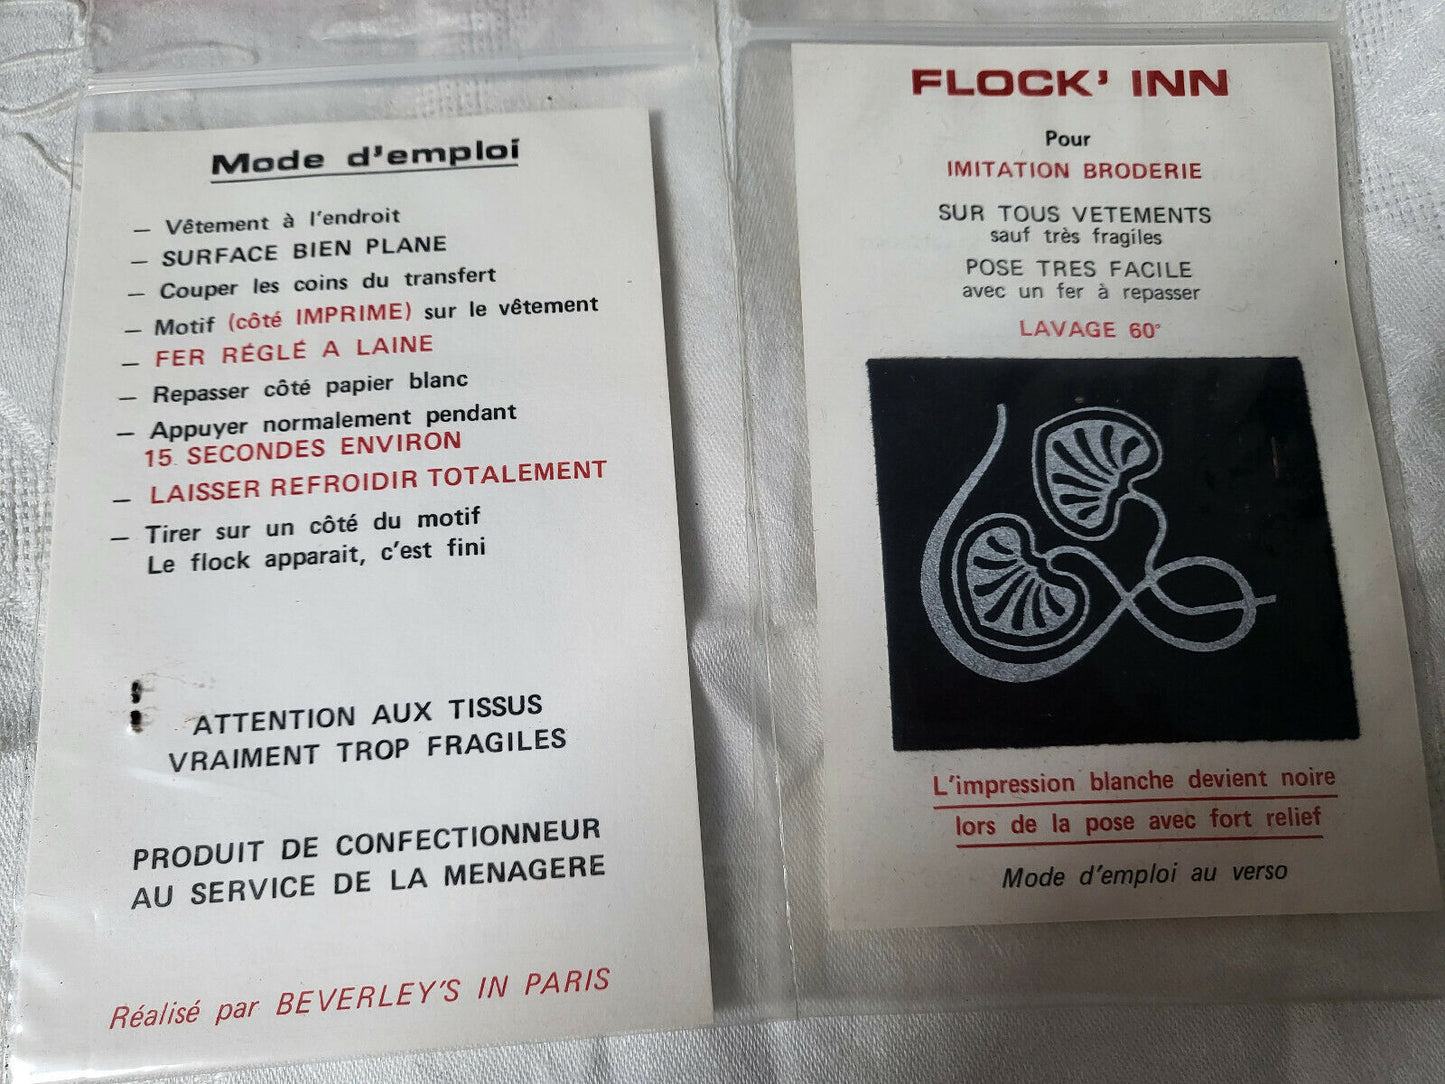 Mode d'emploi
— Vêtement à l'endroit
— SURFACE BIEN PLANE
— Couper les coins du transfert
— Motif (côté IMPRIME) sur le vêtement
— FER RÉGLÉ A LAINE
— Repasser côté papier blanc
— Appuyer normalement pendant
15 SECONDES ENVIRON
— LAISSER REFROIDIR TOTALEMENT
— Tirer sur un côté du motif
Le flock apparait, c'est fini
ATTENTION AUX TISSUS
VRAIMENT TROP FRAGILES
PRODUIT DE CONFECTIONNEUR
AU SERVICE DE LA MENAGERE
Réalisé par BEVERLEY'S IN PARIS
FLOCK' INN
Pour
IMITATION BRODERIE
SUR TOUS VETEMENTS
sauf très fragiles
POSE TRES FACILE
avec un fer à repasser
LAVAGE 60°
L'impression blanche devient noire
lors de la pose avec fort relief
Mode d'emploi au verso